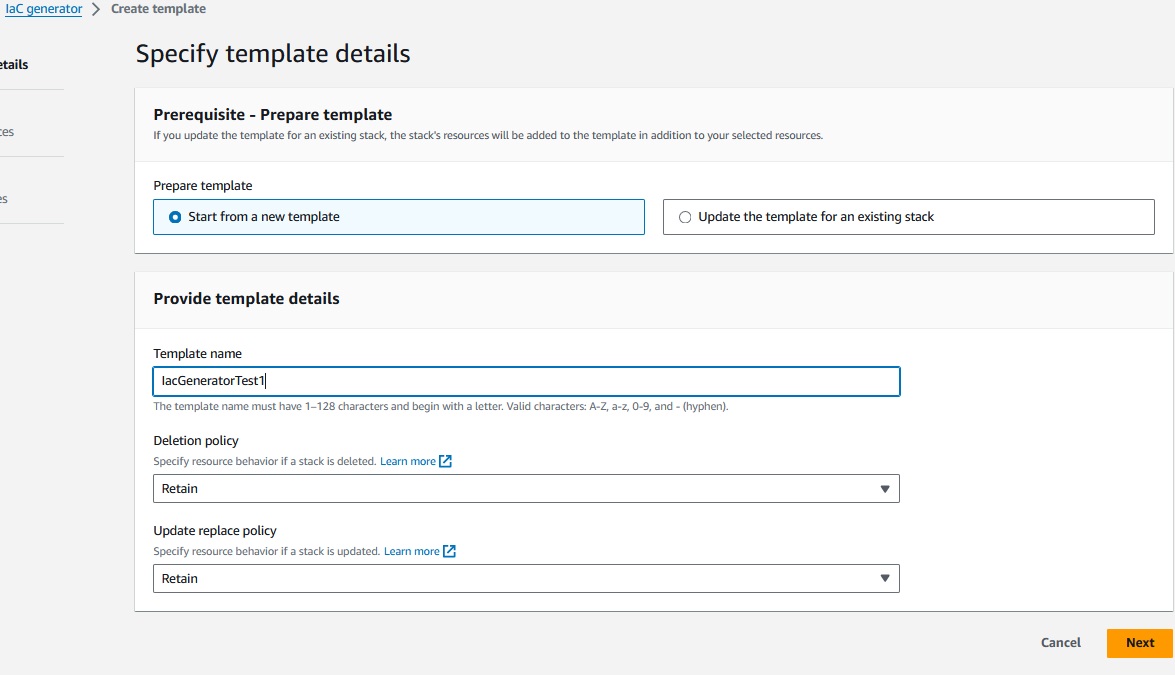 IaC generator > Create template
etails
ces
es
Specify template details
Prerequisite - Prepare template
If you update the template for an existing stack, the stack's resources will be added to the template in addition to your selected resources.
Prepare template
Start from a new template
Update the template for an existing stack
Provide template details
Template name
IacGeneratorTest1
The template name must have 1–128 characters and begin with a letter. Valid characters: A-Z, a-z, 0-9, and - (hyphen).
Deletion policy
Specify resource behavior if a stack is deleted. Learn more
Retain
Update replace policy
Specify resource behavior if a stack is updated. Learn more
Retain
Cancel
Next